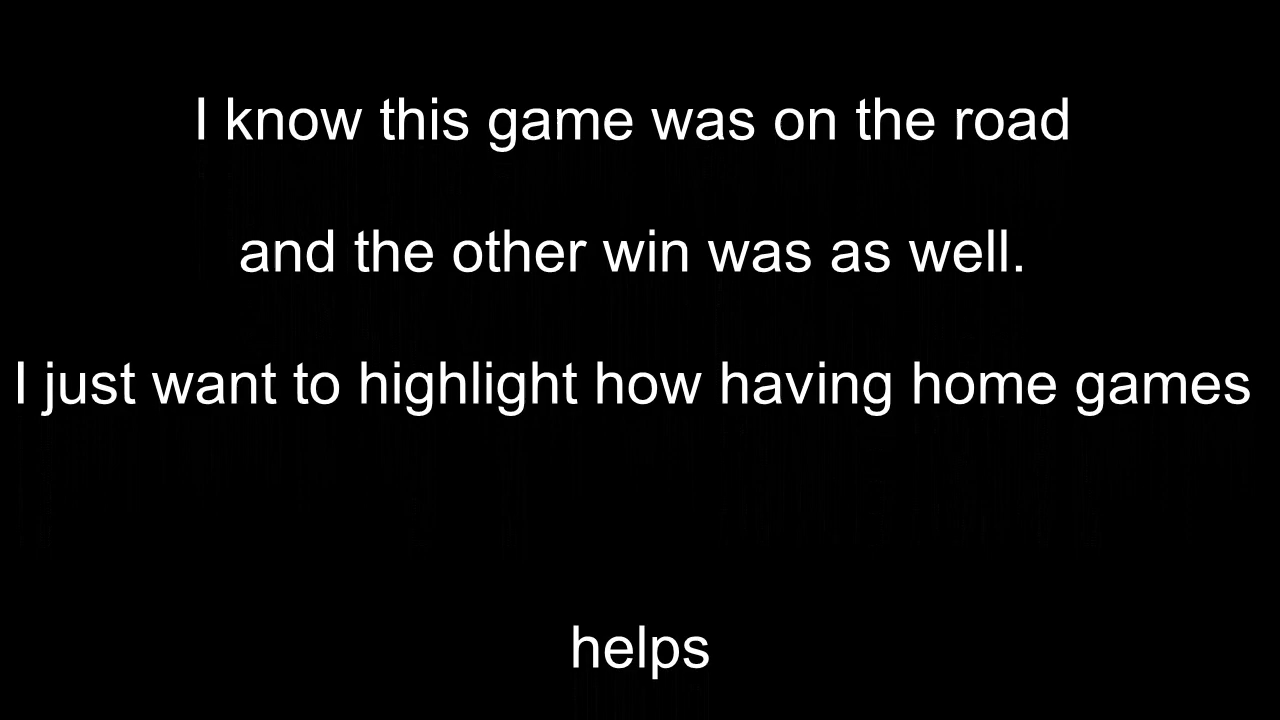 I know this game was on the road
and the other win was as well.
I just want to highlight how having home games
helps